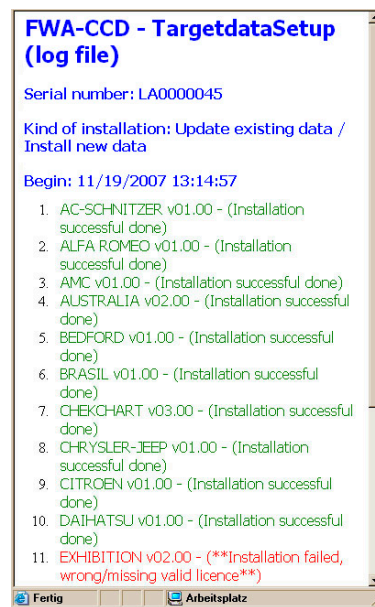 FWA-CCD - TargetdataSetup
(log file)
Serial number: LA0000045
Kind of installation: Update existing data /
Install new data
Begin: 11/19/2007 13:14:57
1. AC-SCHNITZER v01.00 - (Installation
successful done)
2. ALFA ROMEO v01.00 - (Installation
successful done)
3. AMC v01.00 - (Installation successful done)
4. AUSTRALIA v02.00 - (Installation successful
done)
5. BEDFORD v01.00 - (Installation successful
done)
6. BRASIL v01.00 - (Installation successful
done)
7. CHEKCHART v03.00 - (Installation successful
done)
8. CHRYSLER-JEEP v01.00 - (Installation
successful done)
9. CITROEN v01.00 - (Installation successful
done)
10. DAIHATSU v01.00 - (Installation successful
done)
11. EXHIBITION v02.00 - (**Installation failed,
wrong/missing valid licence**)
Fertig Arbeitsplatz